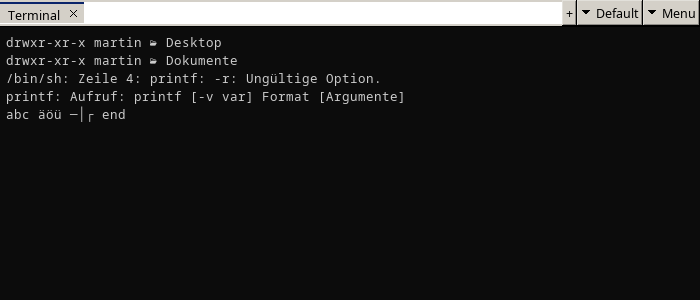 Terminal × + Default Menu
drwxr-xr-x martin 🗁 Desktop
drwxr-xr-x martin 🗁 Dokumente
/bin/sh: Zeile 4: printf: -r: Ungültige Option.
printf: Aufruf: printf [-v var] Format [Argumente]
abc äöü ─│┌ end